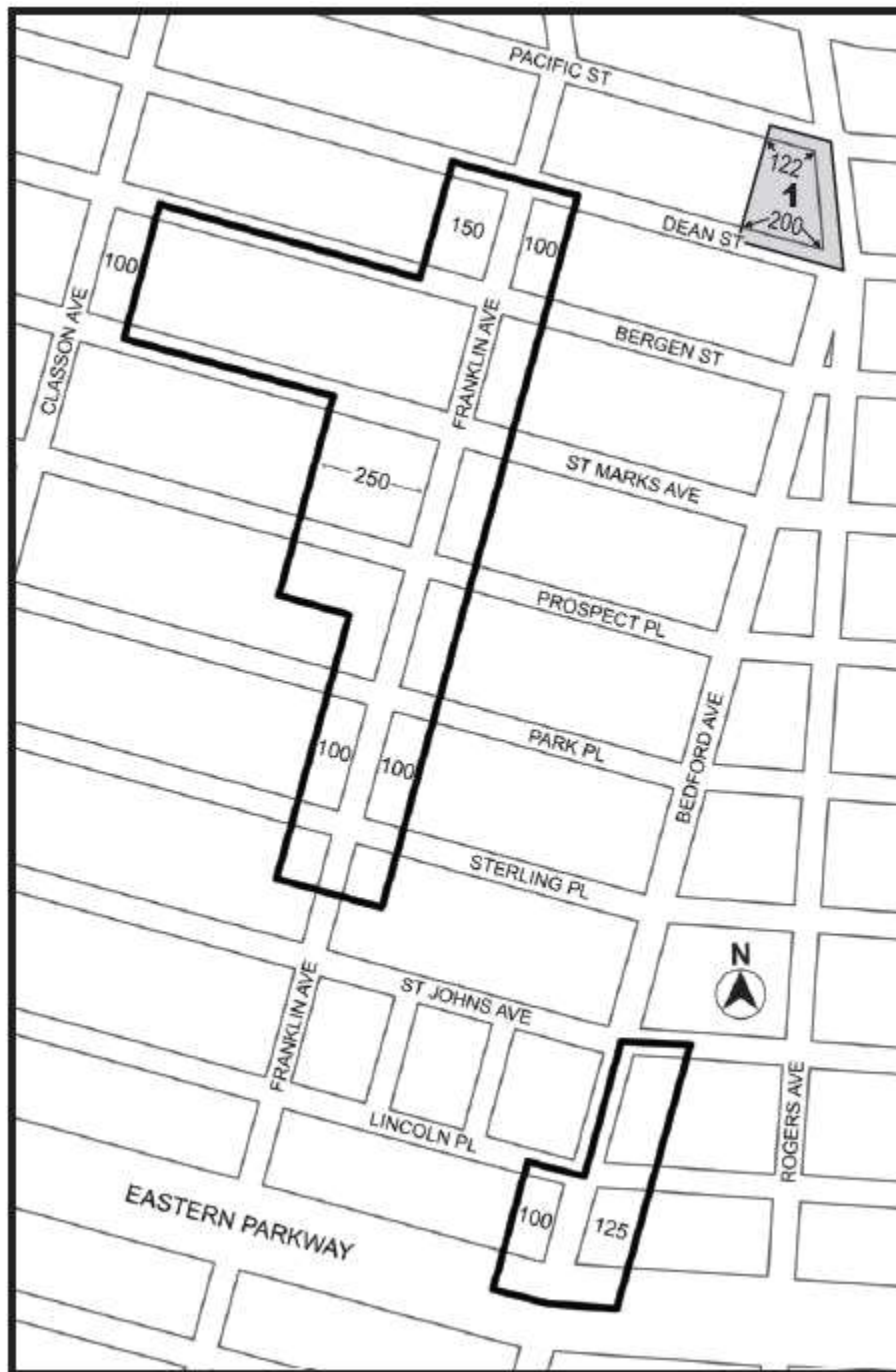 PACIFIC ST
122
1
200
DEAN ST
150
100
100
BERGEN ST
CLASSON AVE
FRANKLIN AVE
ST MARKS AVE
250
PROSPECT PL
PARK PL
BEDFORD AVE
100
100
STERLING PL
N
ST JOHNS AVE
FRANKLIN AVE
LINCOLN PL
ROGERS AVE
EASTERN PARKWAY
100
125